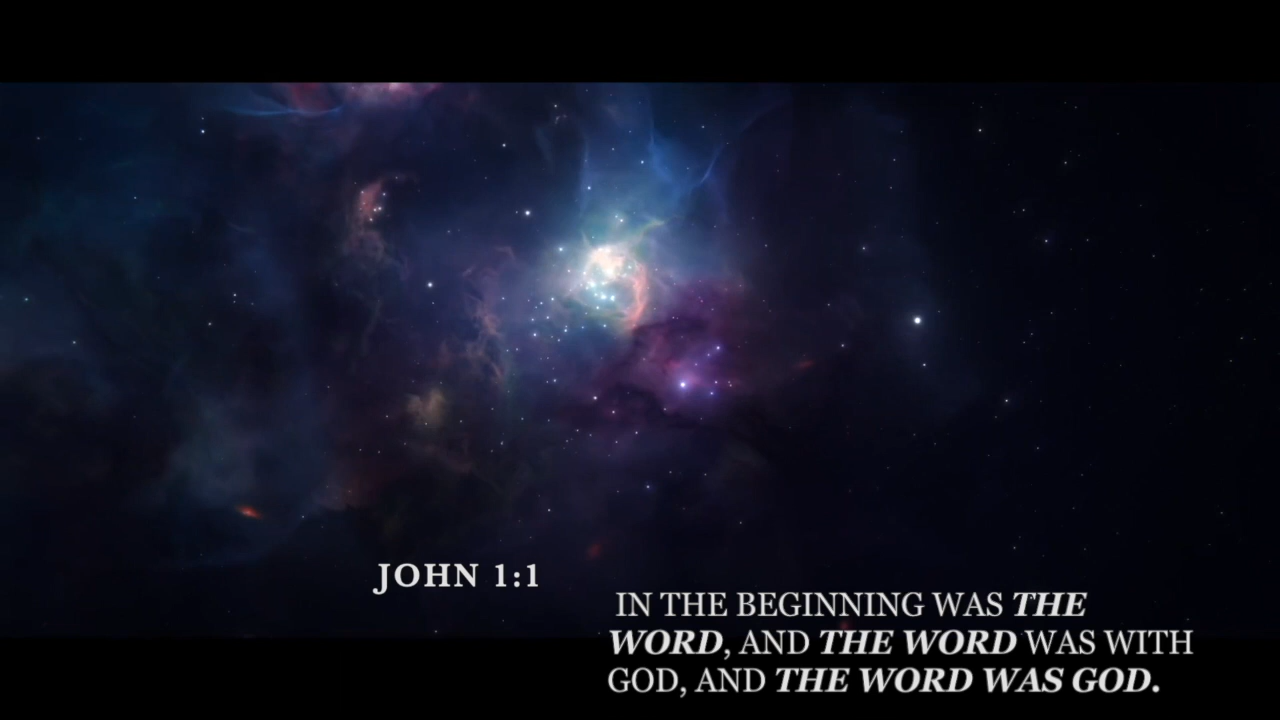 JOHN 1:1
IN THE BEGINNING WAS THE
WORD, AND THE WORD WAS WITH
GOD, AND THE WORD WAS GOD.